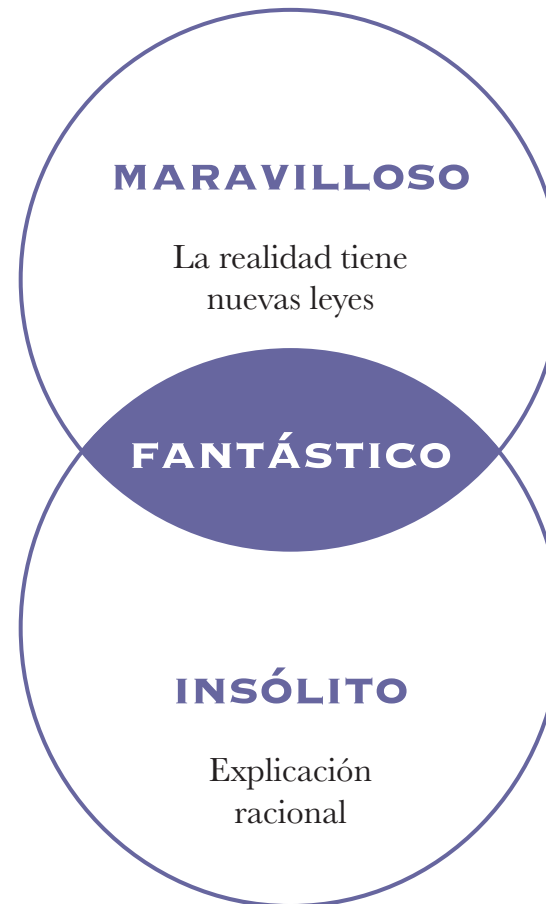 MARAVILLOSO
La realidad tiene
nuevas leyes
FANTÁSTICO
INSÓLITO
Explicación
racional